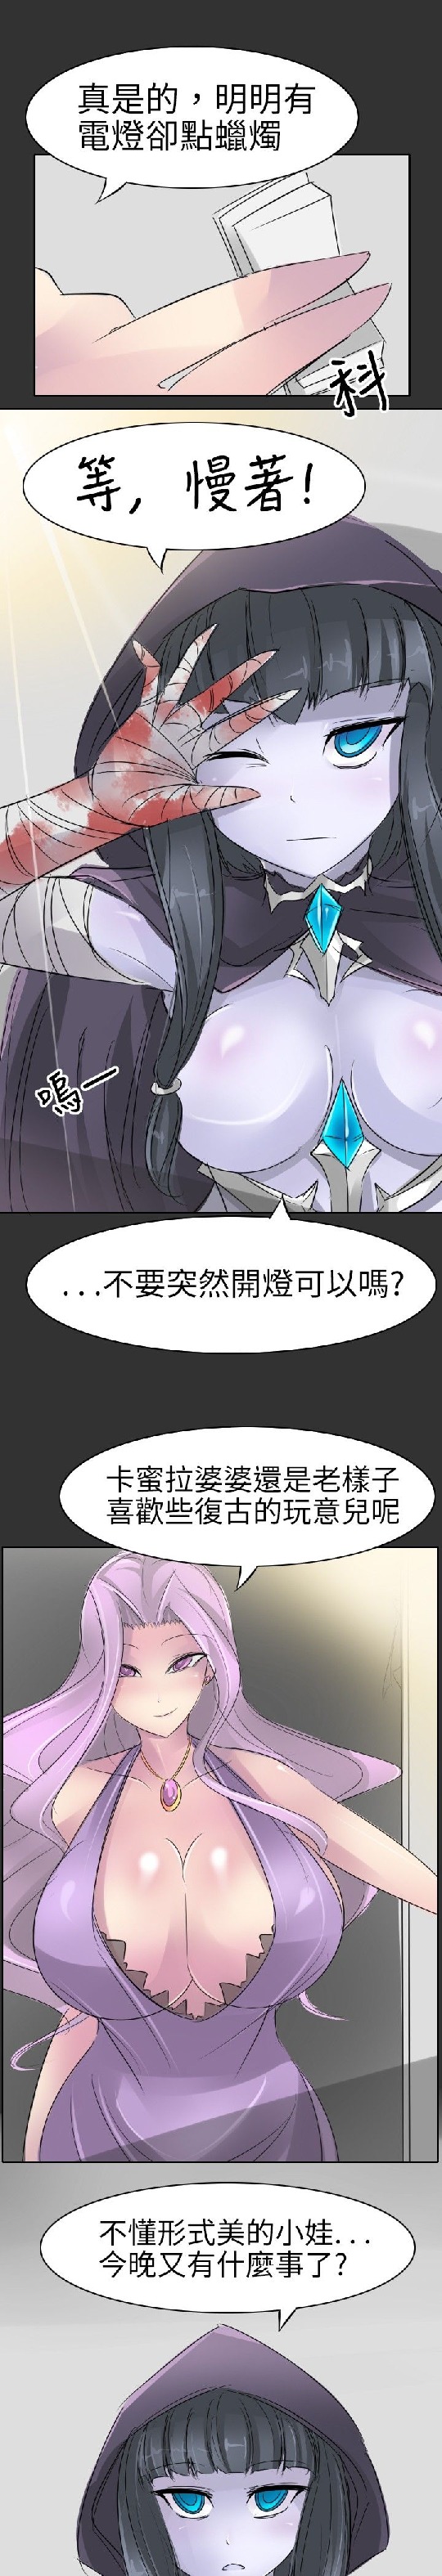 真是的，明明有
電燈卻點蠟燭
科
等, 慢著!
嗚一
...不要突然開燈可以嗎?
卡蜜拉婆婆還是老樣子
喜歡些復古的玩意兒呢
不懂形式美的小娃...
今晚又有什麼事了?